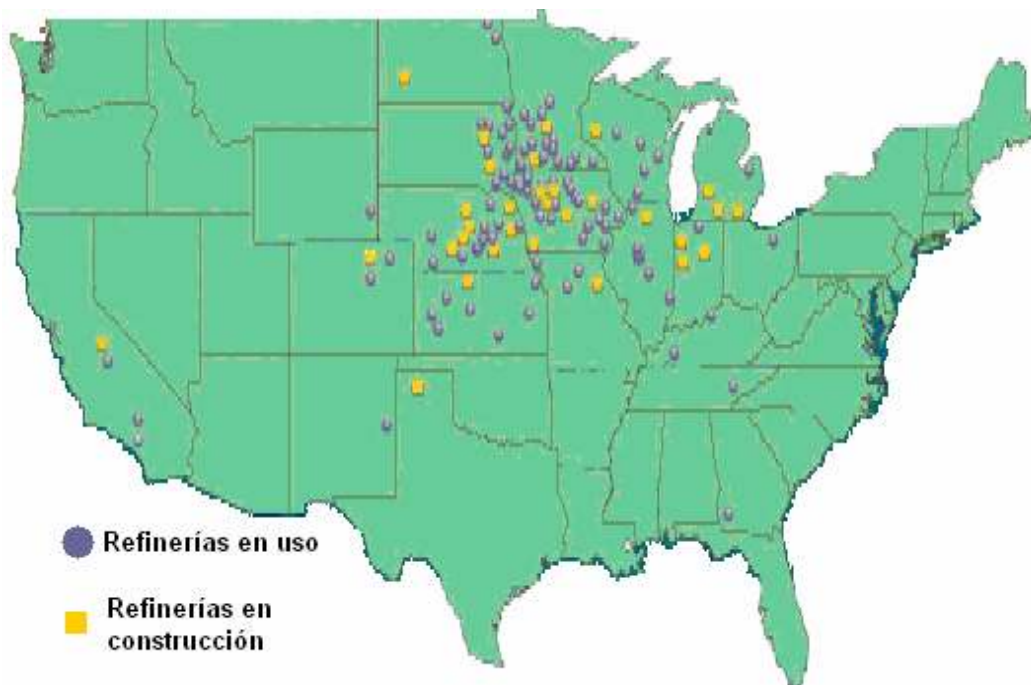 Refinerías en uso
Refinerías en
construcción